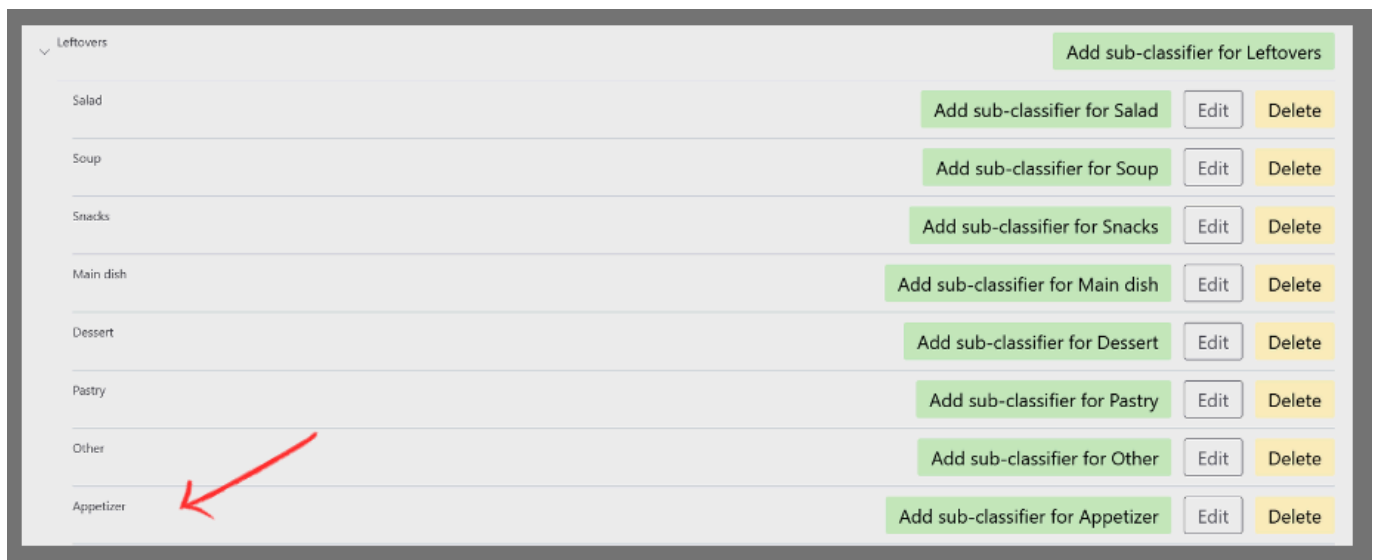 Leftovers Add sub-classifier for Leftovers
Salad Add sub-classifier for Salad Edit Delete
Soup Add sub-classifier for Soup Edit Delete
Snacks Add sub-classifier for Snacks Edit Delete
Main dish Add sub-classifier for Main dish Edit Delete
Dessert Add sub-classifier for Dessert Edit Delete
Pastry Add sub-classifier for Pastry Edit Delete
Other Add sub-classifier for Other Edit Delete
Appetizer Add sub-classifier for Appetizer Edit Delete